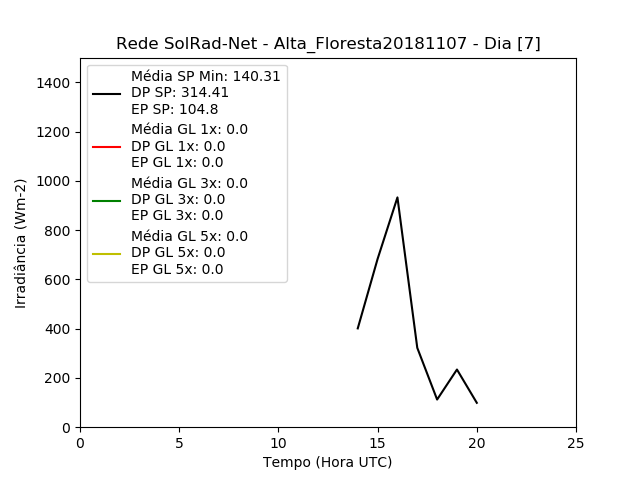 Rede SolRad-Net - Alta_Floresta20181107 - Dia [7]
Média SP Min: 140.31
DP SP: 314.41
EP SP: 104.8
Média GL 1x: 0.0
DP GL 1x: 0.0
EP GL 1x: 0.0
Média GL 3x: 0.0
DP GL 3x: 0.0
EP GL 3x: 0.0
Média GL 5x: 0.0
DP GL 5x: 0.0
EP GL 5x: 0.0
Irradiância (Wm-2)
1400
1200
1000
800
600
400
200
0
0 5 10 15 20 25
Tempo (Hora UTC)